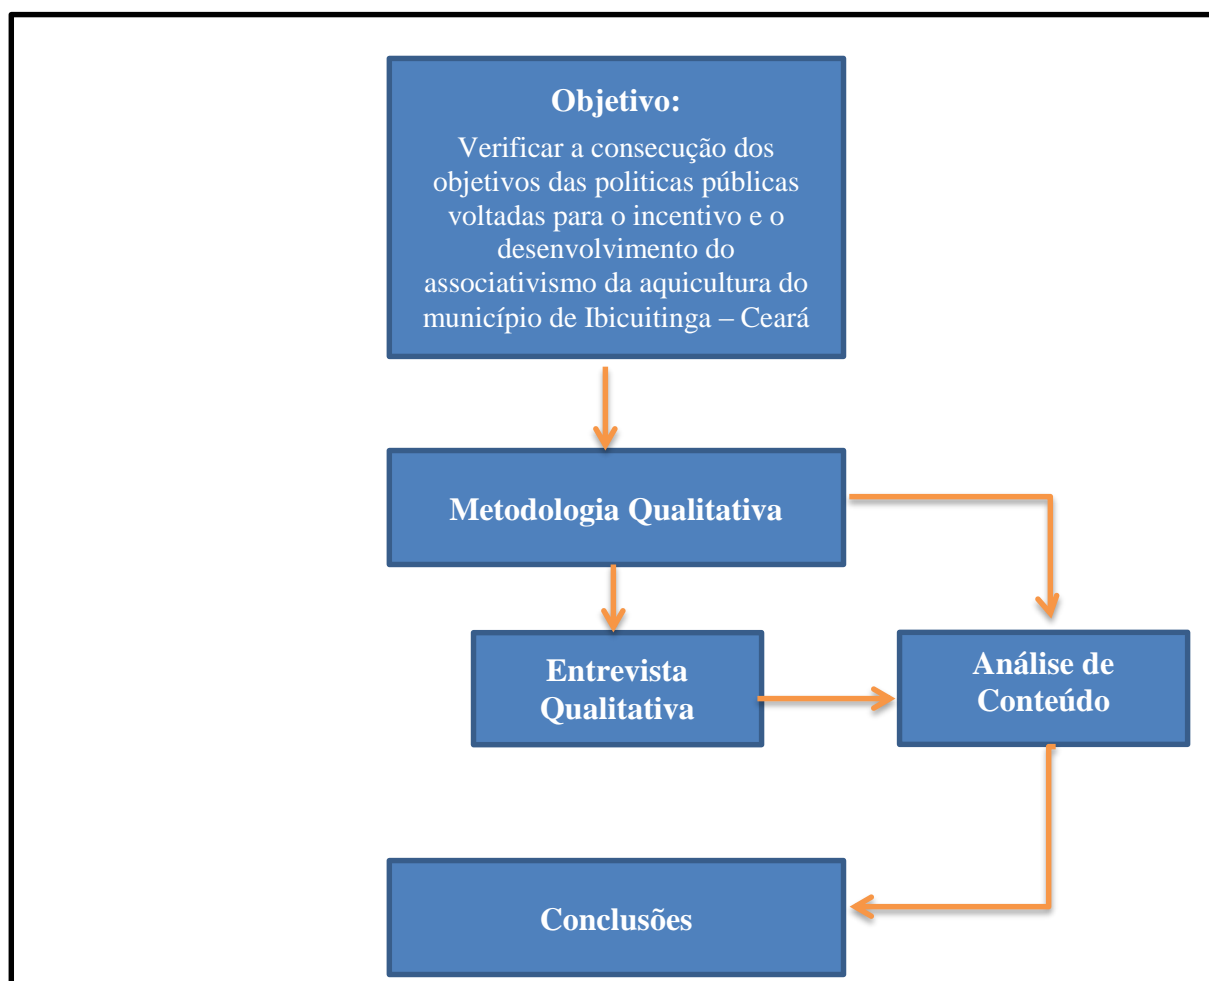 Objetivo:
Verificar a consecução dos
objetivos das politicas públicas
voltadas para o incentivo e o
desenvolvimento do
associativismo da aquicultura do
município de Ibicuitinga – Ceará
Metodologia Qualitativa
Entrevista
Qualitativa
Análise de
Conteúdo
Conclusões